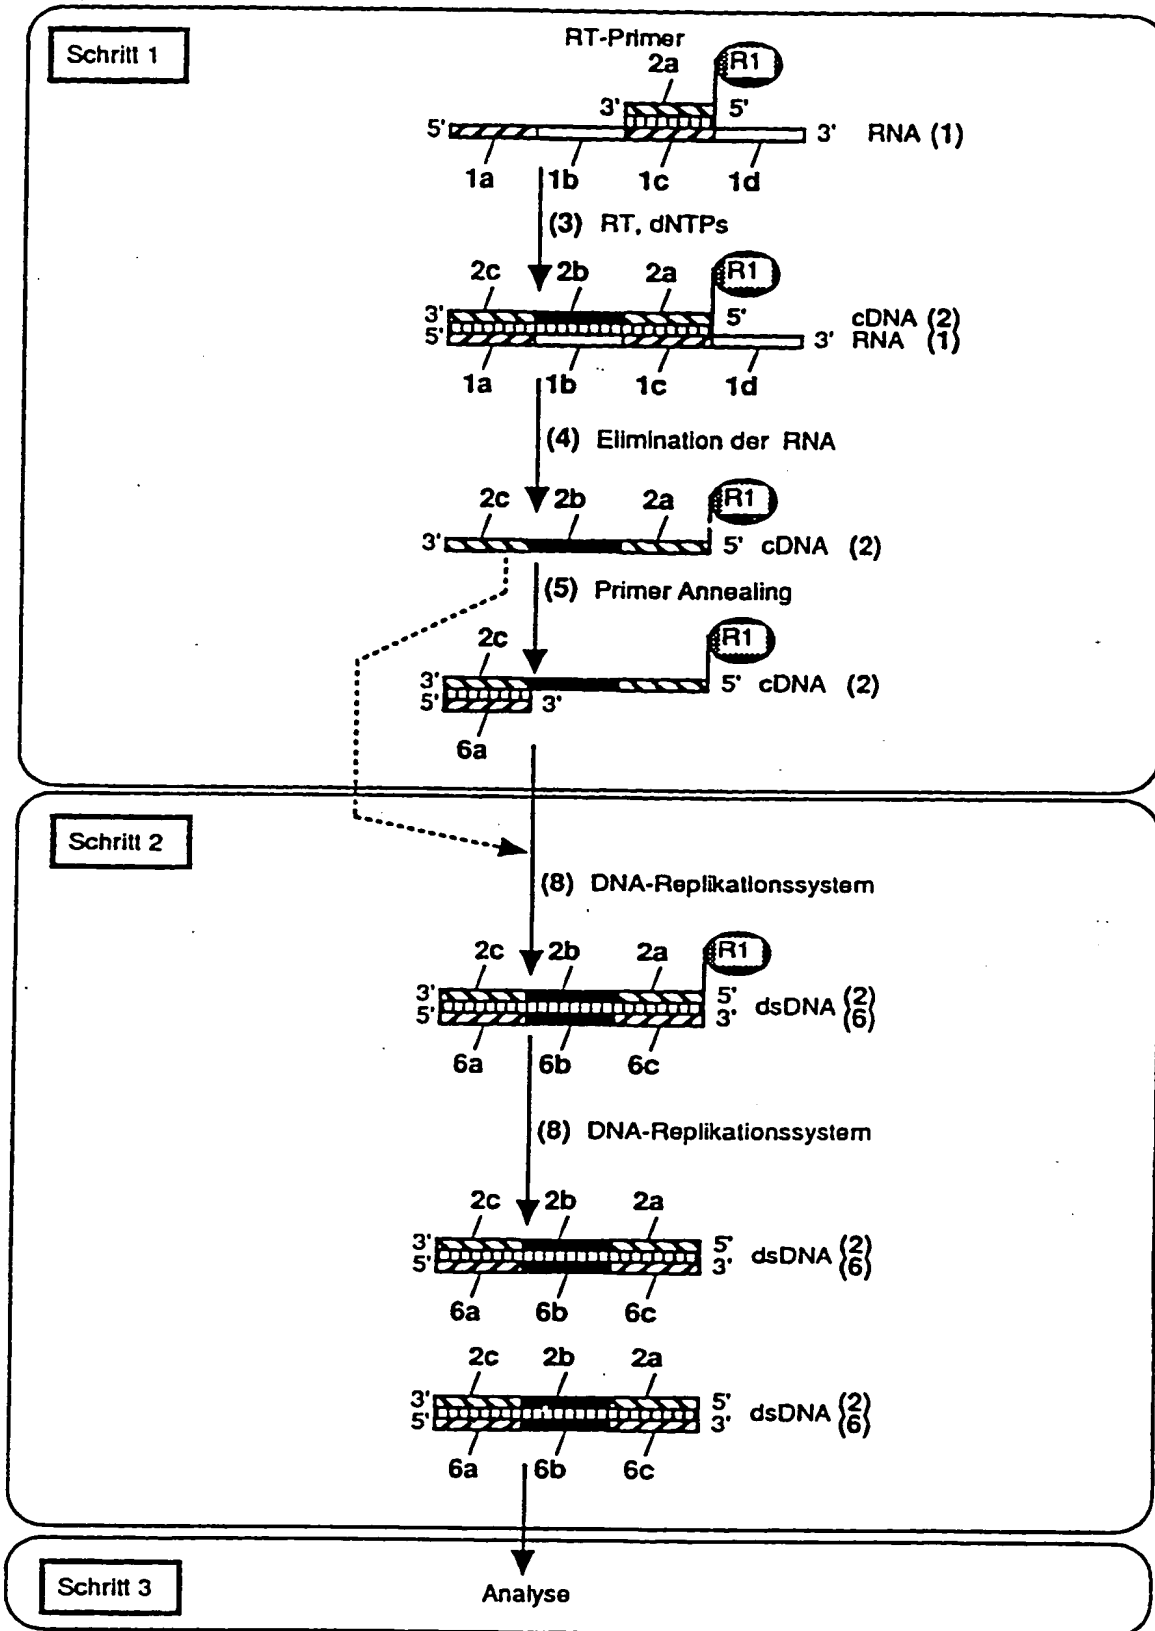 Schritt 1
RT-Primer
2a R1
3' 5'
5' 3' RNA (1)
1a 1b 1c 1d
(3) RT, dNTPs
2c 2b 2a R1
3' 5' cDNA (2)
5' 3' RNA (1)
1a 1b 1c 1d
(4) Elimination der RNA
2c 2b 2a R1
3' 5' cDNA (2)
(5) Primer Annealing
2c R1
3' 5' cDNA (2)
5' 3'
6a
Schritt 2
(8) DNA-Replikationssystem
2c 2b 2a R1
3' 5' dsDNA (2)
5' 3' (6)
6a 6b 6c
(8) DNA-Replikationssystem
2c 2b 2a
3' 5' dsDNA (2)
5' 3' (6)
6a 6b 6c
2c 2b 2a
3' 5' dsDNA (2)
5' 3' (6)
6a 6b 6c
Schritt 3
Analyse